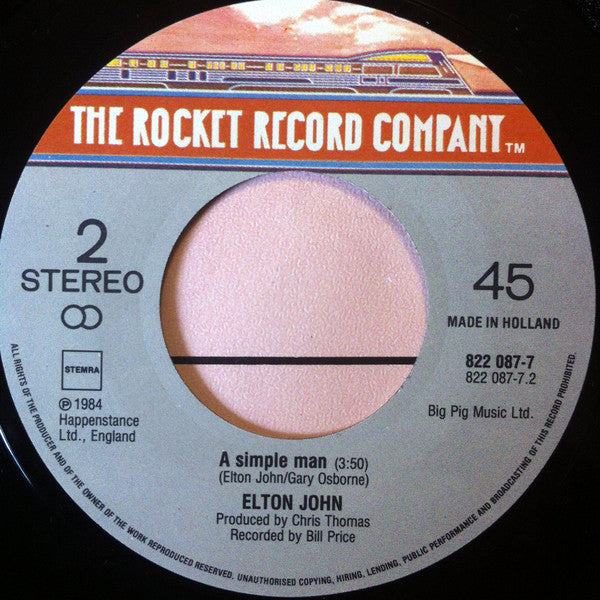 THE ROCKET RECORD COMPANY TM
2
STEREO
45
MADE IN HOLLAND
STEMRA
822 087-7
822 087-7.2
℗ 1984
Happenstance
Ltd., England
Big Pig Music Ltd.
A simple man (3:50)
(Elton John/Gary Osborne)
ELTON JOHN
Produced by Chris Thomas
Recorded by Bill Price
ALL RIGHTS OF THE PRODUCER AND OF THE OWNER OF THE WORK REPRODUCED RESERVED. UNAUTHORISED COPYING, HIRING, LENDING, PUBLIC PERFORMANCE AND BROADCASTING OF THIS RECORD PROHIBITED.